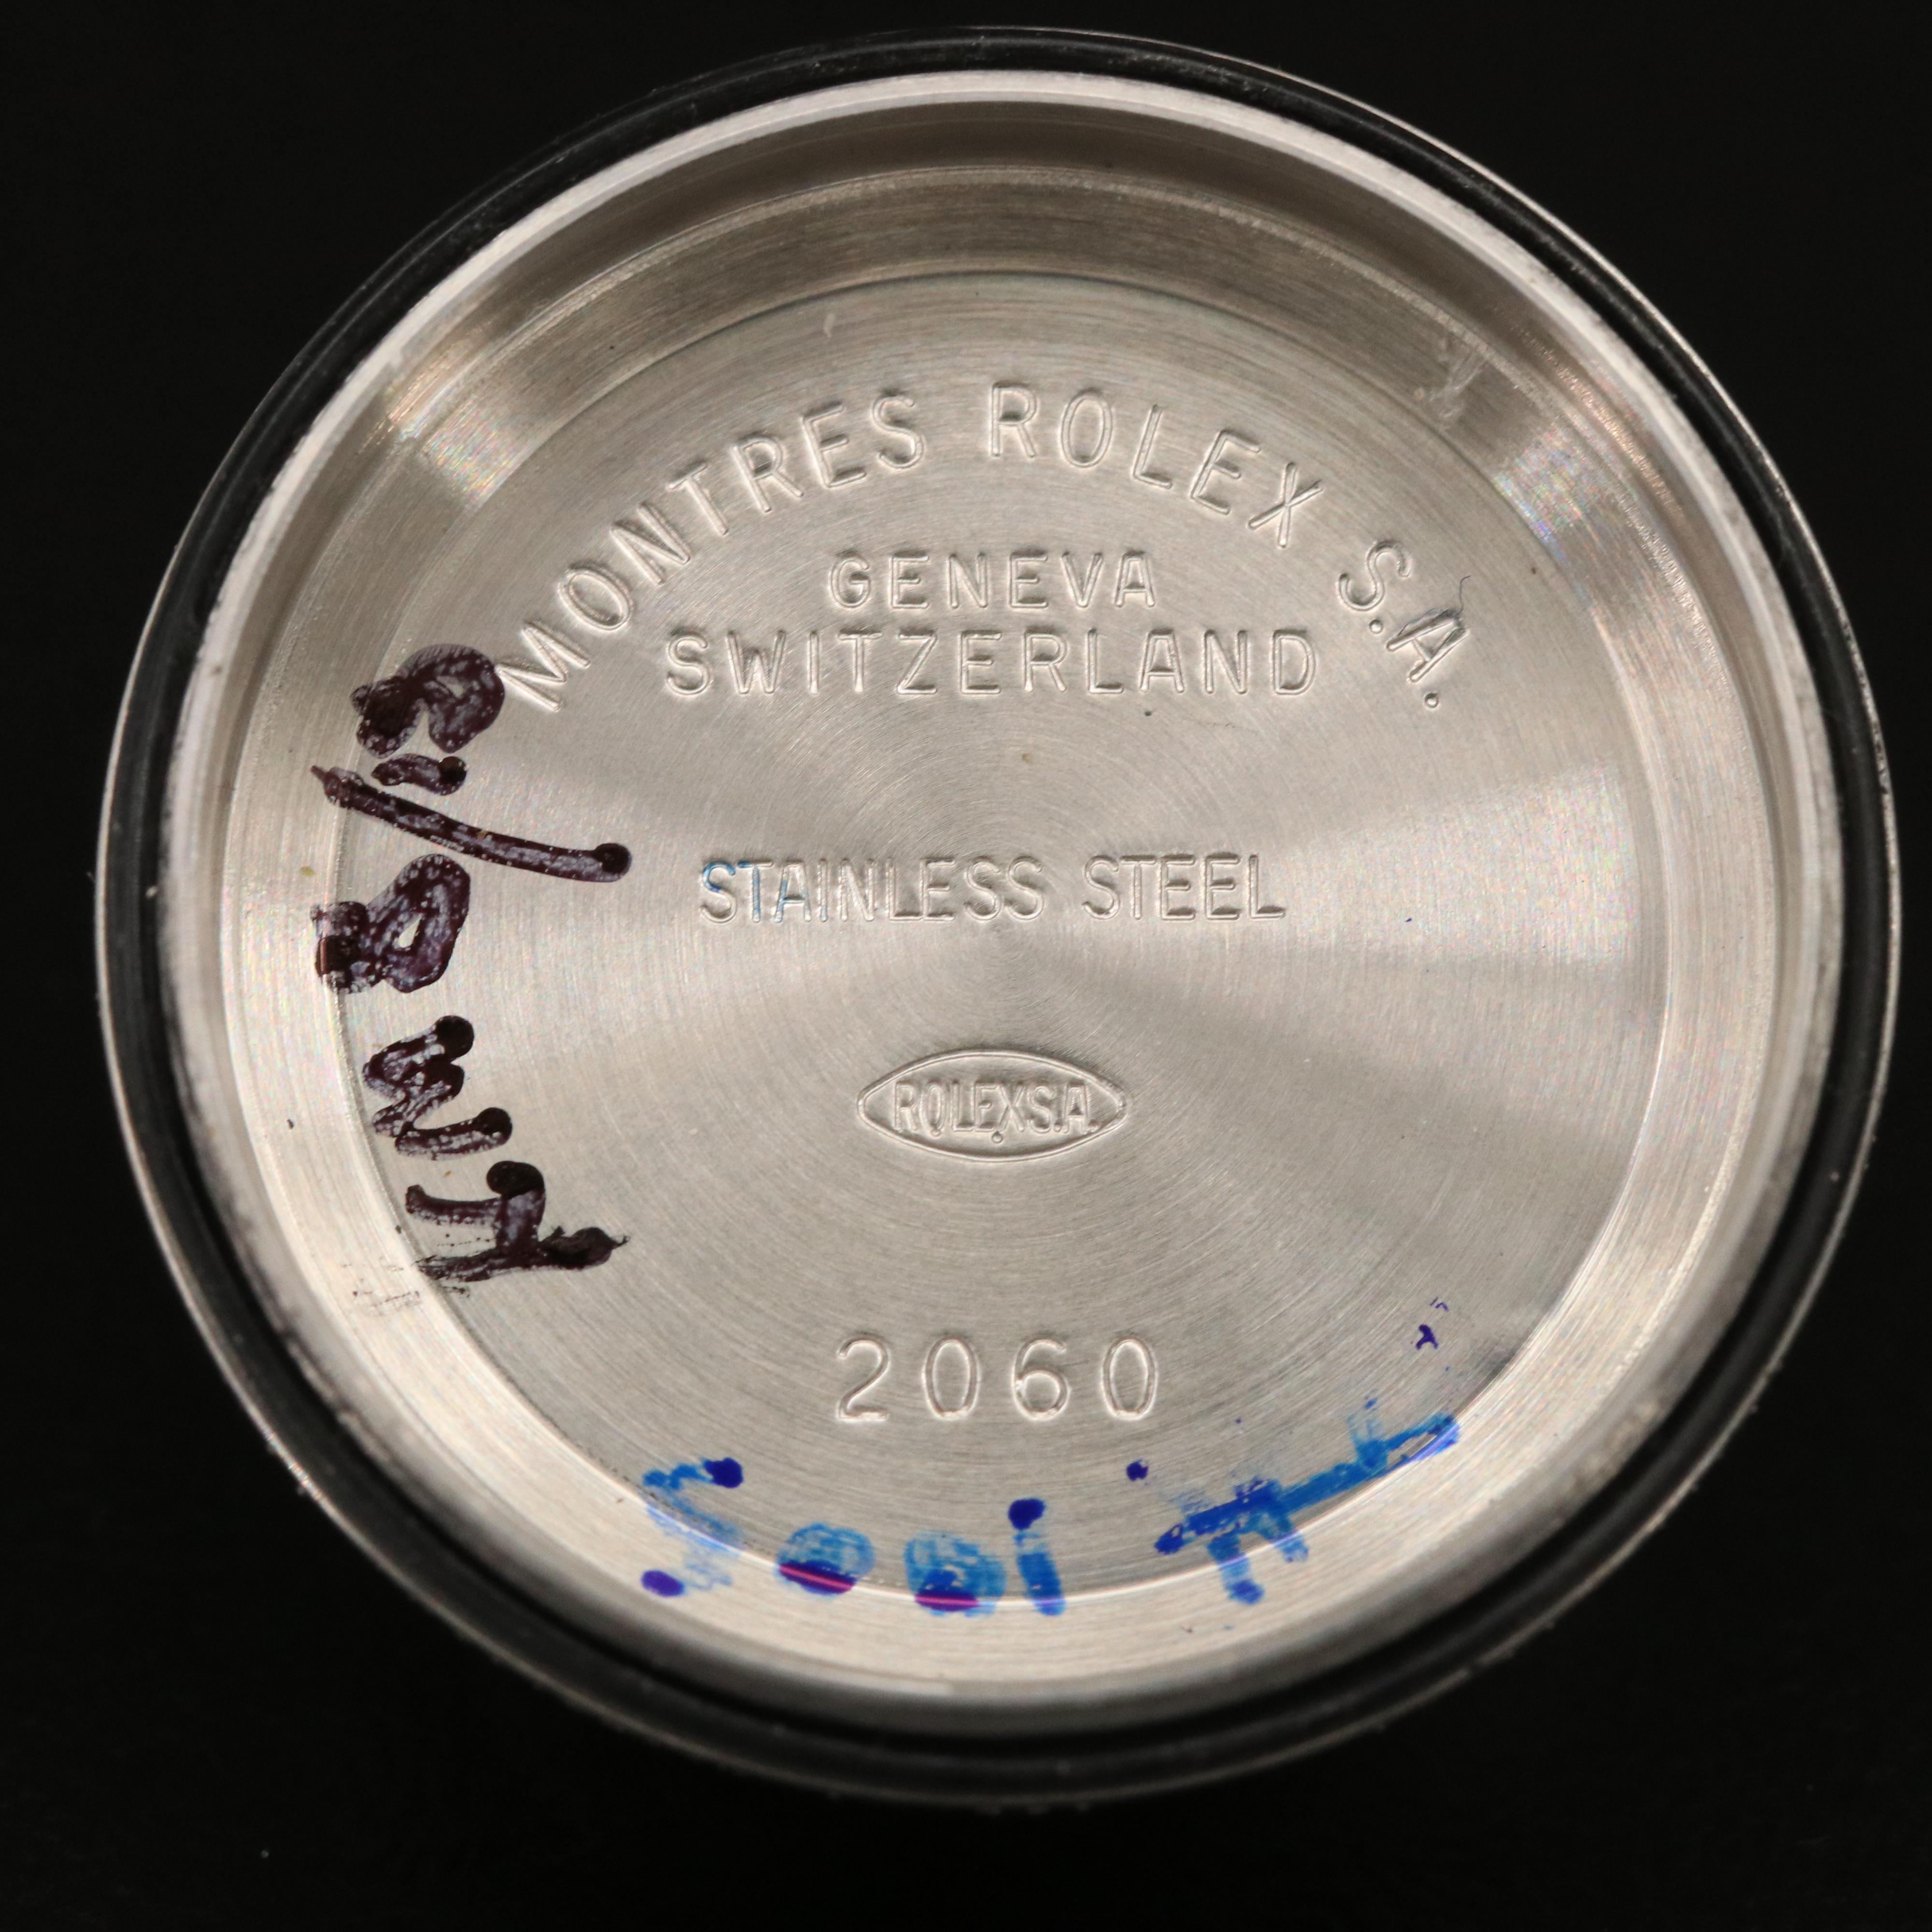 MONTRES ROLEX S.A.
GENEVA
SWITZERLAND
STAINLESS STEEL
ROLEX S.A.
2060